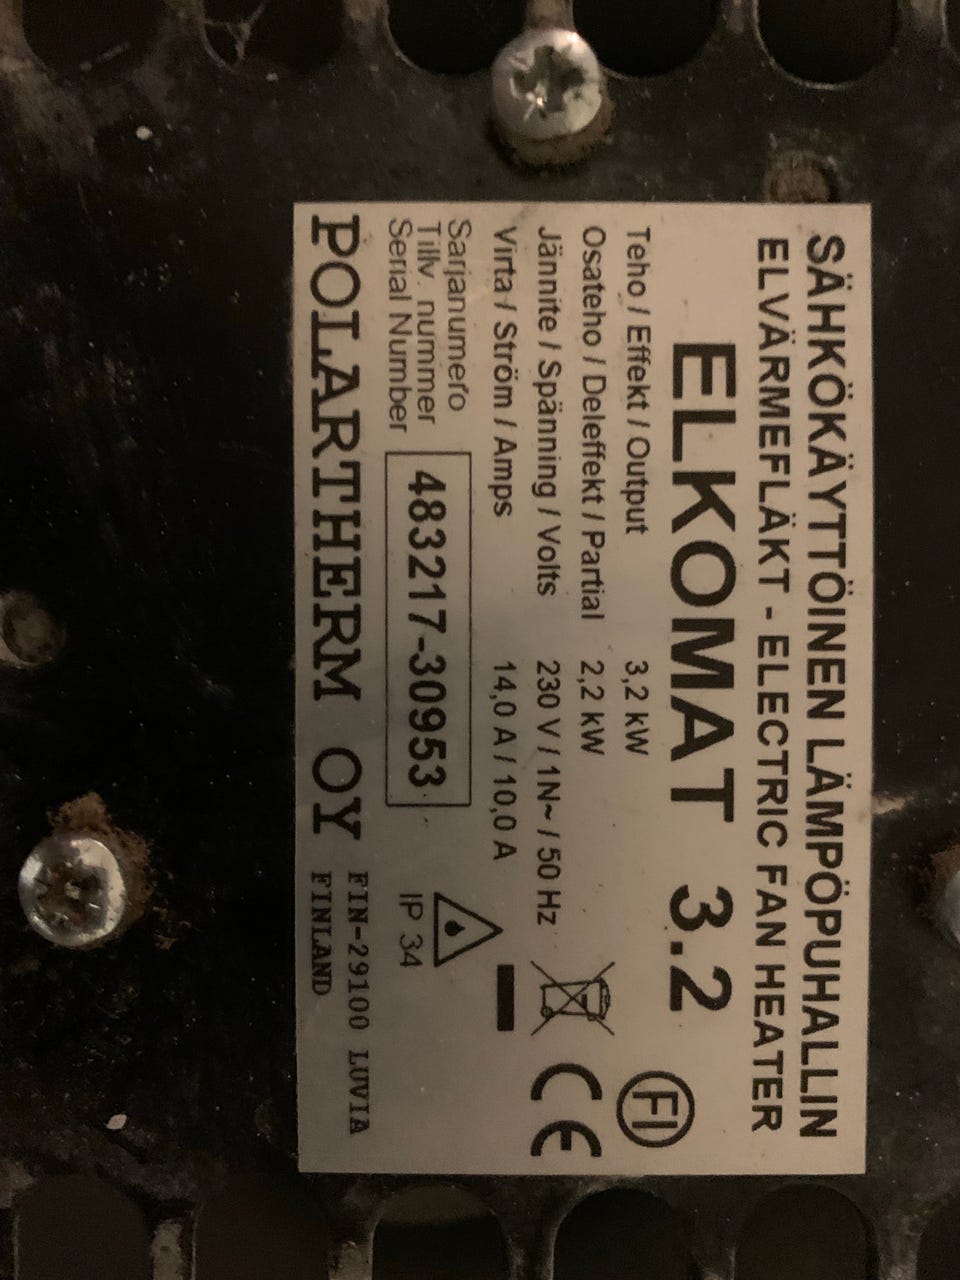 SÄHKÖKÄYTTÖINEN LÄMPÖPUHALLIN
ELVÄRMEFLÄKT - ELECTRIC FAN HEATER
ELKOMAT 3.2
FI
Teho / Effekt / Output 3,2 kW
Osateho / Deleffekt / Partial 2,2 kW
Jännite / Spänning / Volts 230 V / 1N~ / 50 Hz
Virta / Ström / Amps 14,0 A / 10,0 A
CE
Sarjanumero
Tillv. nummer
Serial Number
483217-30953
IP 34
POLARTHERM OY
FIN-29100 LUVIA
FINLAND